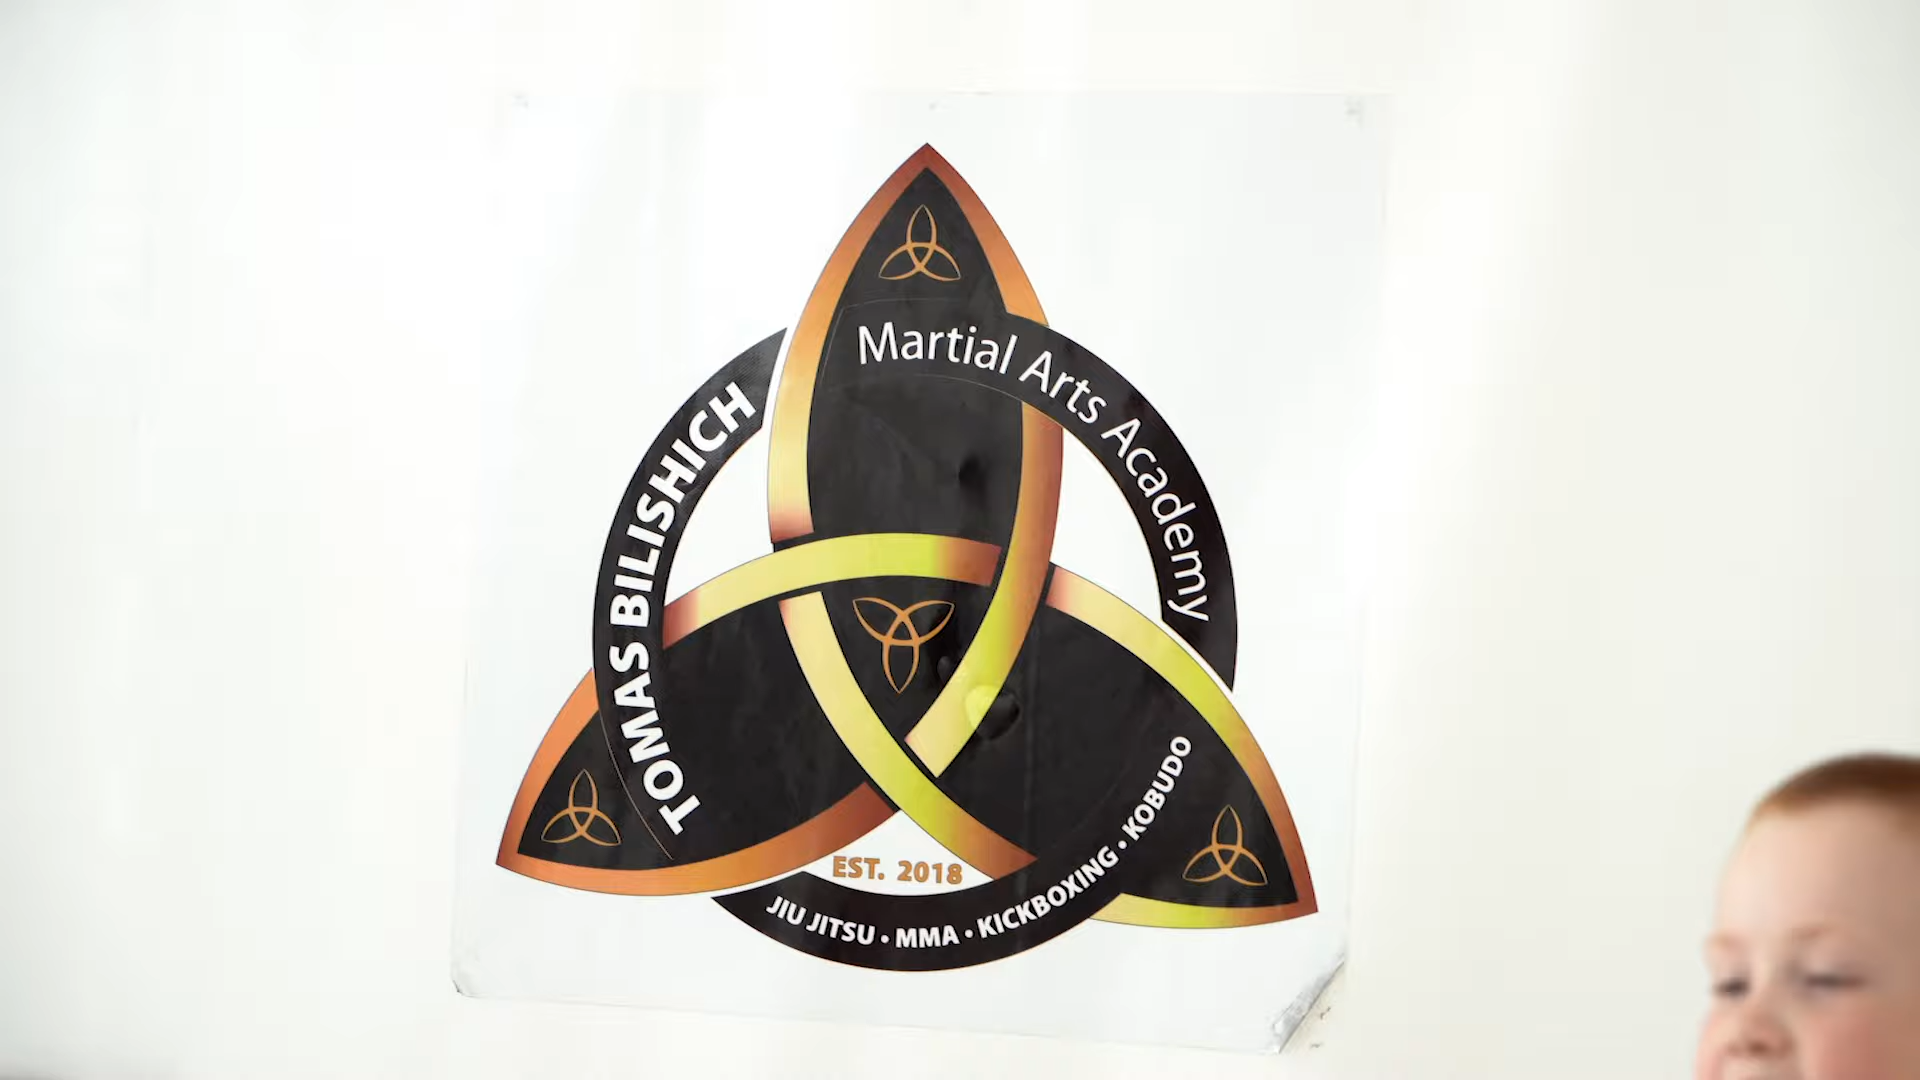 TOMAS BILISHICH
Martial Arts Academy
EST. 2018
JIU JITSU • MMA • KICKBOXING • KOBUDO